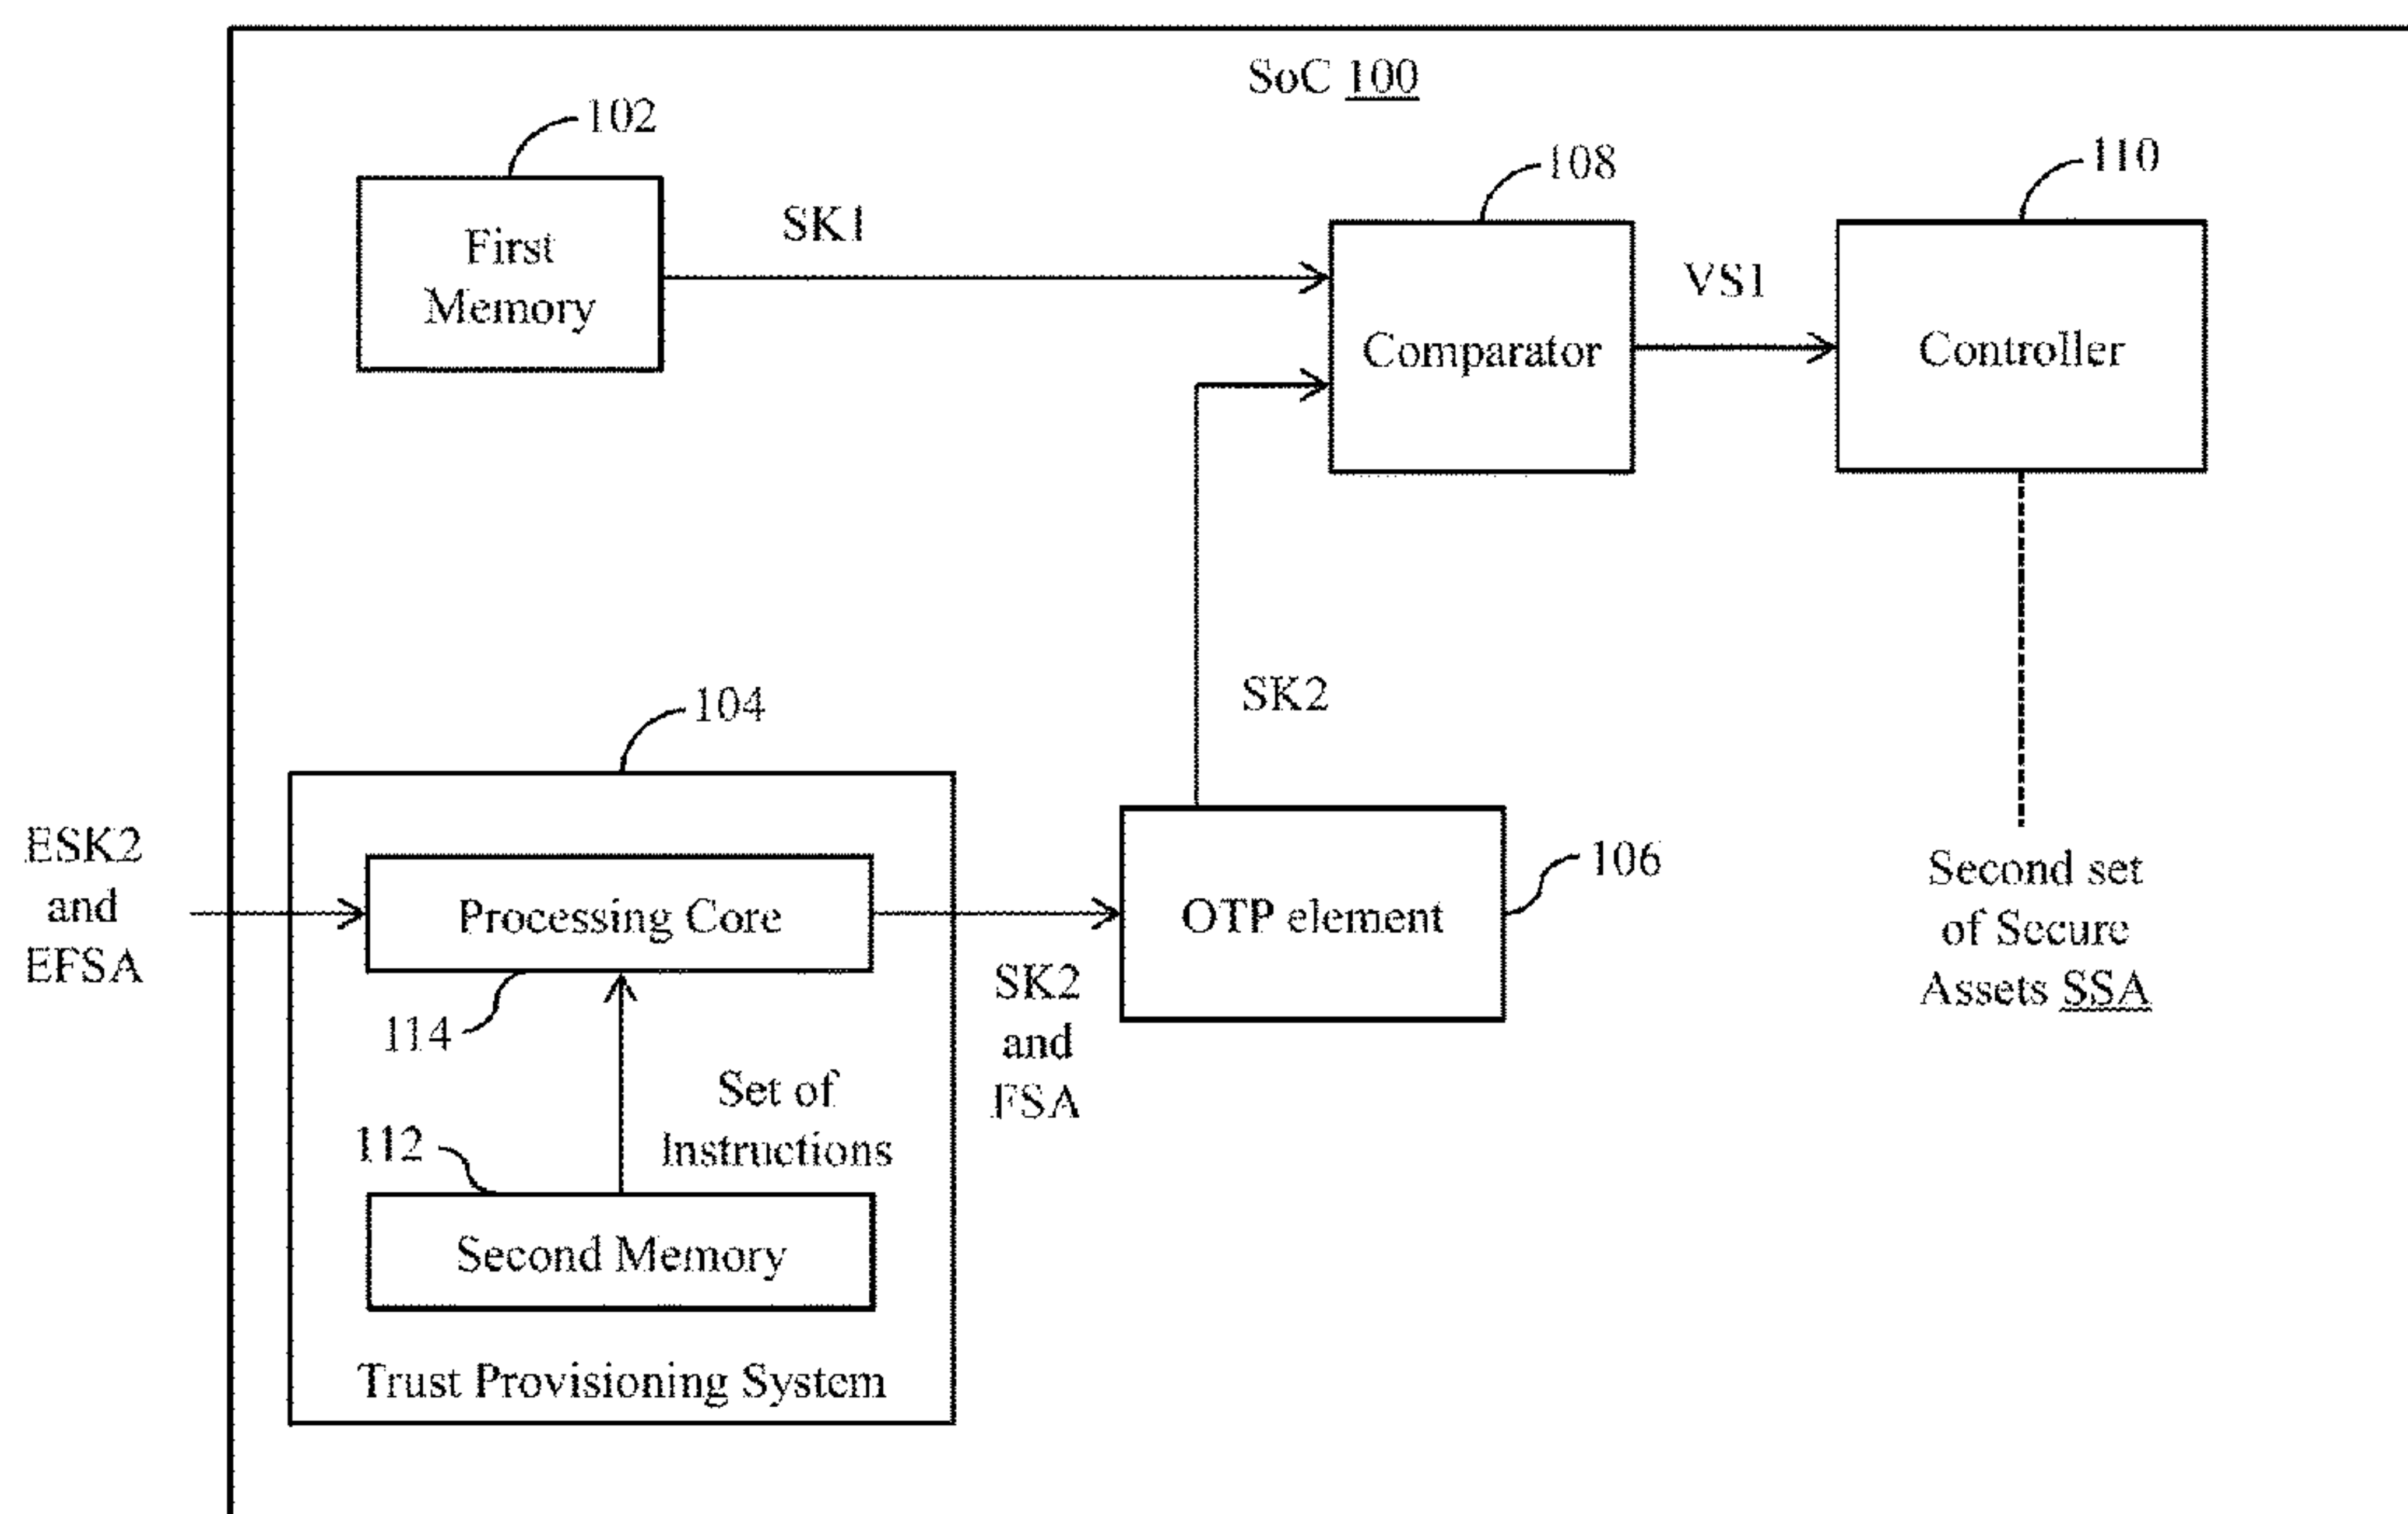 SoC 100
102
108
110
First
Memory
SK1
Comparator
VS1
Controller
SK2
104
ESK2
and
EFSA
Processing Core
114
SK2
and
FSA
OTP element
106
Second set
of Secure
Assets SSA
Set of
Instructions
112
Second Memory
Trust Provisioning System